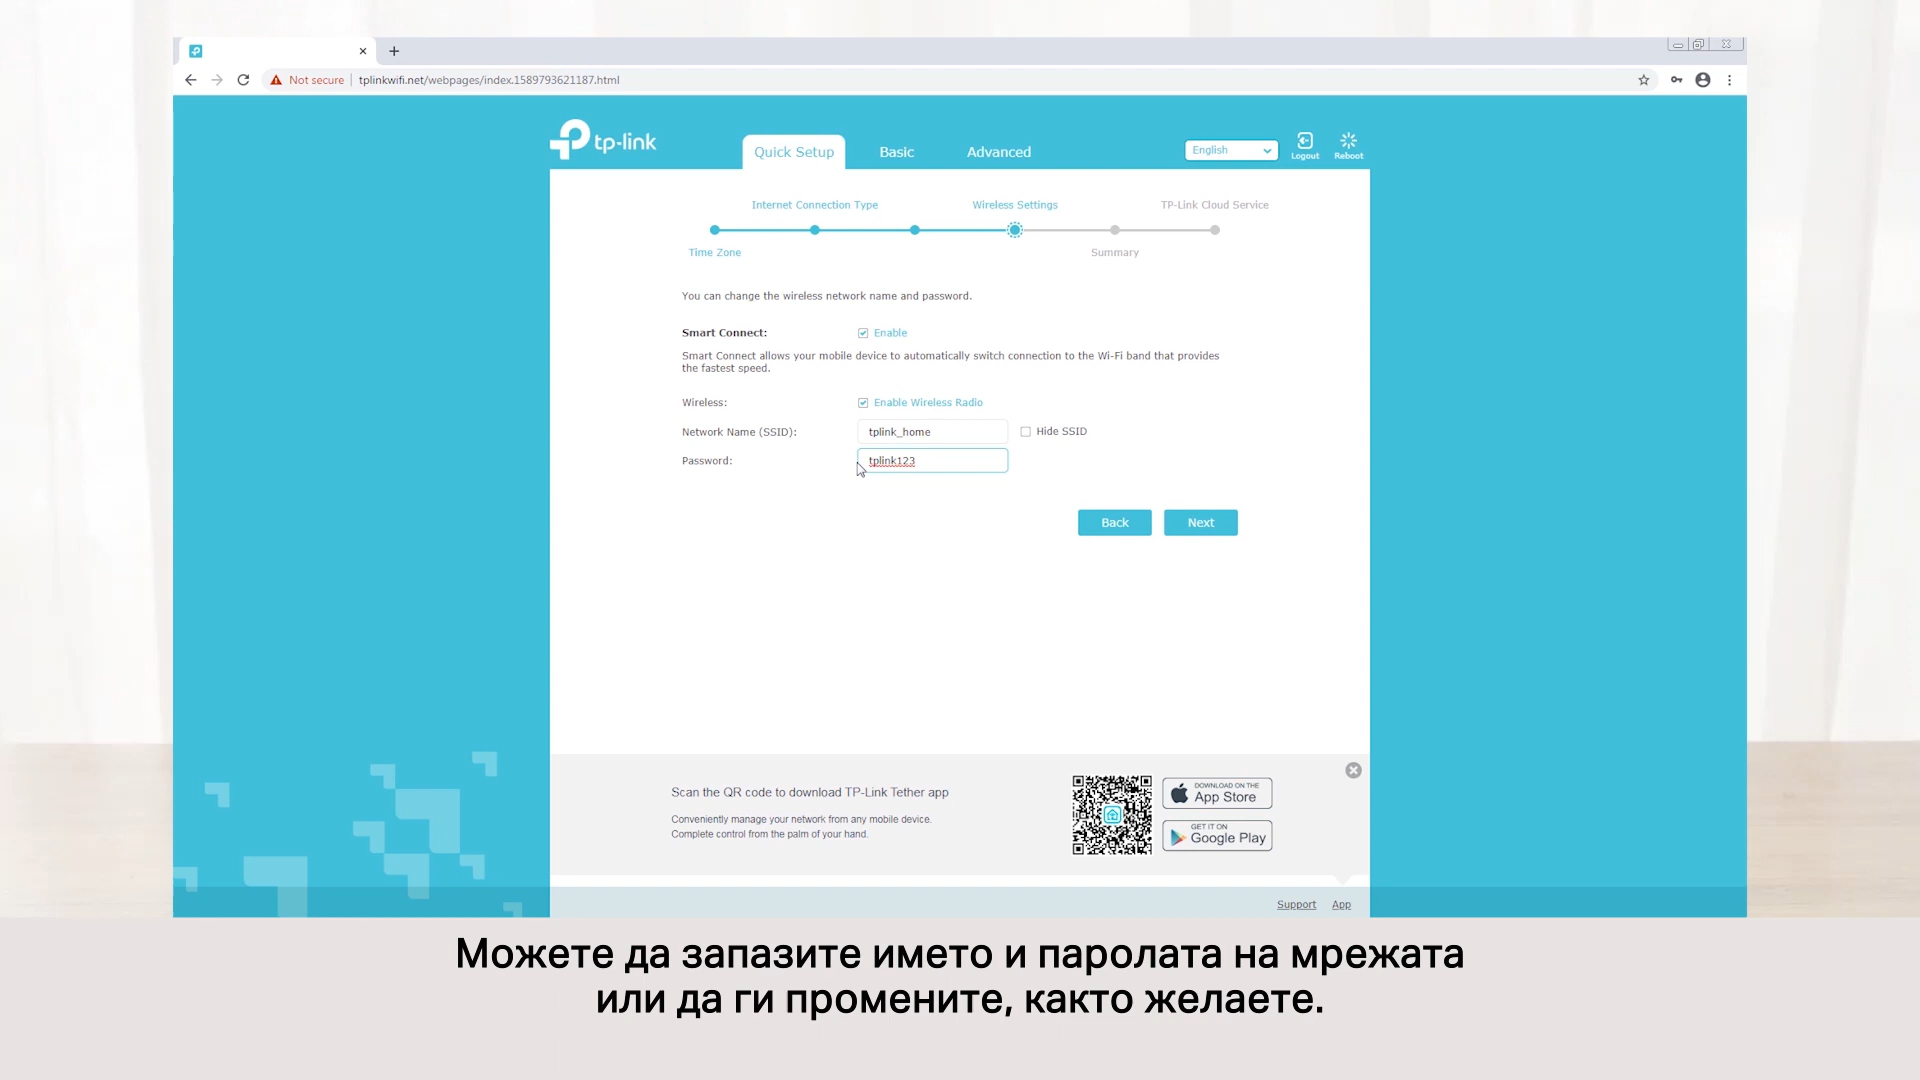 Not secure | tplinkwifi.net/webpages/index.1589793621187.html
tp-link
Quick Setup
Basic
Advanced
English
Logout
Reboot
Internet Connection Type
Wireless Settings
TP-Link Cloud Service
Time Zone
Summary
You can change the wireless network name and password.
Smart Connect:
Enable
Smart Connect allows your mobile device to automatically switch connection to the Wi-Fi band that provides
the fastest speed.
Wireless:
Enable Wireless Radio
Network Name (SSID):
tplink_home
Hide SSID
Password:
tplink123
Back
Next
Scan the QR code to download TP-Link Tether app
Conveniently manage your network from any mobile device.
Complete control from the palm of your hand.
DOWNLOAD ON THE
App Store
GET IT ON
Google Play
Support
App
Можете да запазите името и паролата на мрежата
или да ги промените, както желаете.